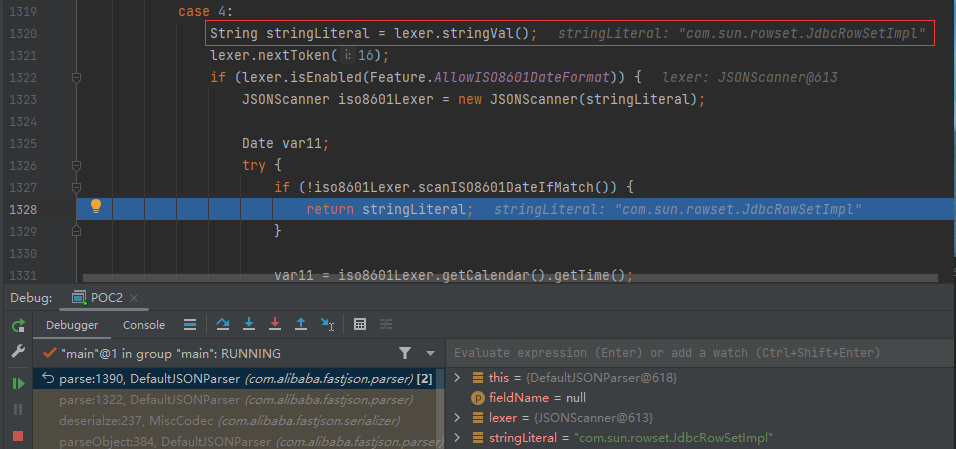 1319 case 4:
1320 String stringLiteral = lexer.stringVal(); stringLiteral: "com.sun.rowset.JdbcRowSetImpl"
1321 lexer.nextToken( i: 16);
1322 if (lexer.isEnabled(Feature.AllowISO8601DateFormat)) { lexer: JSONScanner@613
1323 JSONScanner iso8601Lexer = new JSONScanner(stringLiteral);
1324
1325 Date var11;
1326 try {
1327 if (!iso8601Lexer.scanISO8601DateIfMatch()) {
1328 return stringLiteral; stringLiteral: "com.sun.rowset.JdbcRowSetImpl"
1329 }
1330
1331 var11 = iso8601Lexer.getCalendar().getTime();
Debug: POC2 ×
Debugger Console
"main"@1 in group "main": RUNNING
Evaluate expression (Enter) or add a watch (Ctrl+Shift+Enter)
parse:1390, DefaultJSONParser (com.alibaba.fastjson.parser) [2]
parse:1322, DefaultJSONParser (com.alibaba.fastjson.parser)
deserialze:237, MiscCodec (com.alibaba.fastjson.serializer)
parseObject:384, DefaultJSONParser (com.alibaba.fastjson.parser)
this = {DefaultJSONParser@618}
p fieldName = null
lexer = {JSONScanner@613}
stringLiteral = "com.sun.rowset.JdbcRowSetImpl"